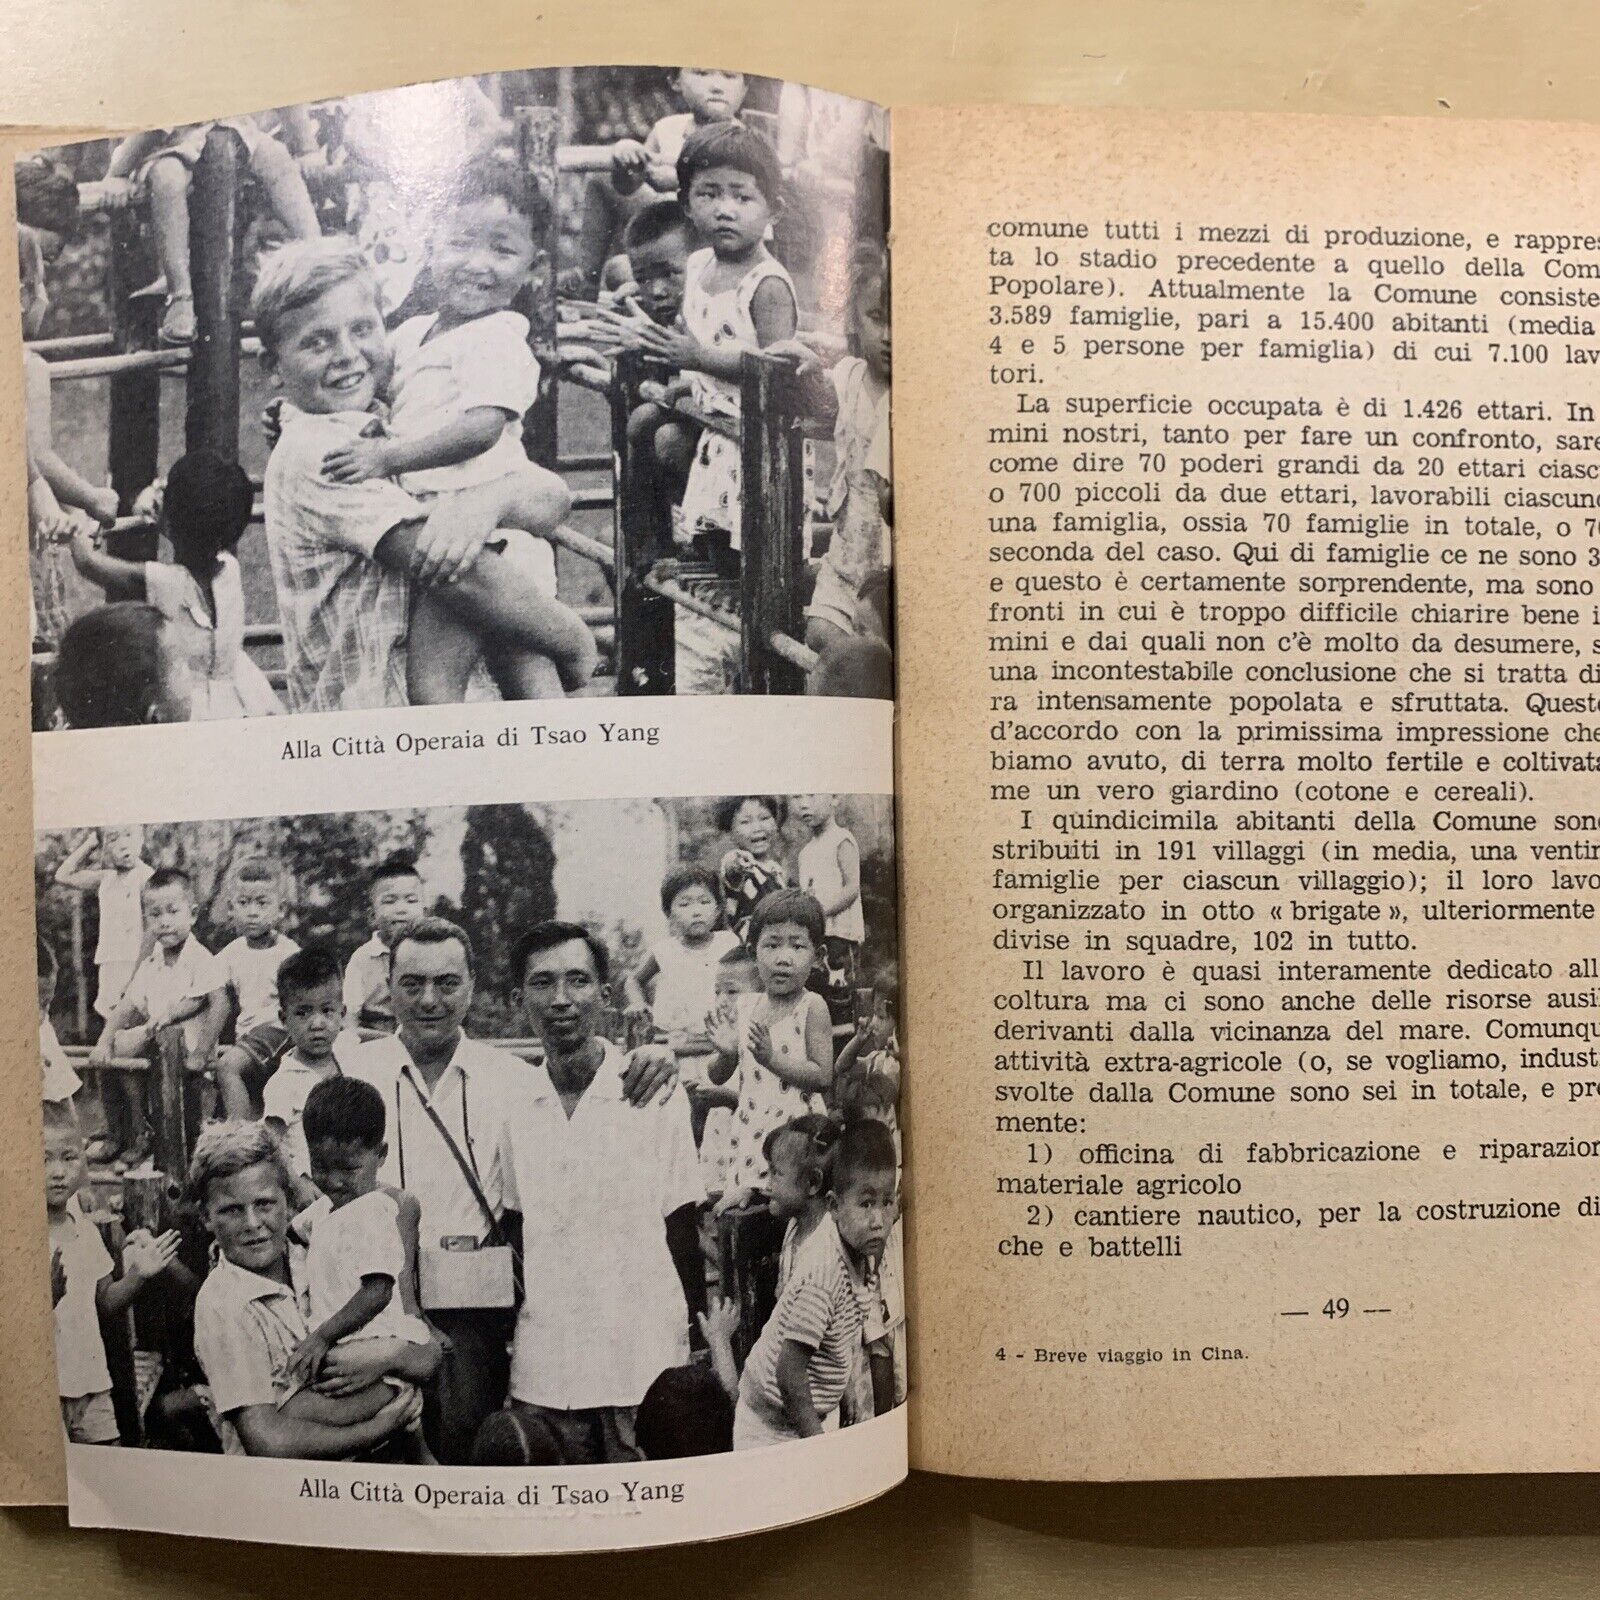 Alla Città Operaia di Tsao Yang
Alla Città Operaia di Tsao Yang
comune tutti i mezzi di produzione, e rappres
ta lo stadio precedente a quello della Com
Popolare). Attualmente la Comune consiste
3.589 famiglie, pari a 15.400 abitanti (media
4 e 5 persone per famiglia) di cui 7.100 lav
tori.
La superficie occupata è di 1.426 ettari. In
mini nostri, tanto per fare un confronto, sare
come dire 70 poderi grandi da 20 ettari ciasc
o 700 piccoli da due ettari, lavorabili ciascuno
una famiglia, ossia 70 famiglie in totale, o 70
seconda del caso. Qui di famiglie ce ne sono 3
e questo è certamente sorprendente, ma sono
fronti in cui è troppo difficile chiarire bene i
mini e dai quali non c'è molto da desumere, s
una incontestabile conclusione che si tratta di
ra intensamente popolata e sfruttata. Questo
d'accordo con la primissima impressione che
biamo avuto, di terra molto fertile e coltivata
me un vero giardino (cotone e cereali).
I quindicimila abitanti della Comune sono
stribuiti in 191 villaggi (in media, una ventin
famiglie per ciascun villaggio); il loro lavo
organizzato in otto « brigate », ulteriormente
divise in squadre, 102 in tutto.
Il lavoro è quasi interamente dedicato all
coltura ma ci sono anche delle risorse ausil
derivanti dalla vicinanza del mare. Comunqu
attività extra-agricole (o, se vogliamo, industr
svolte dalla Comune sono sei in totale, e pre
mente:
1) officina di fabbricazione e riparazion
materiale agricolo
2) cantiere nautico, per la costruzione di
che e battelli
— 49 —
4 - Breve viaggio in Cina.